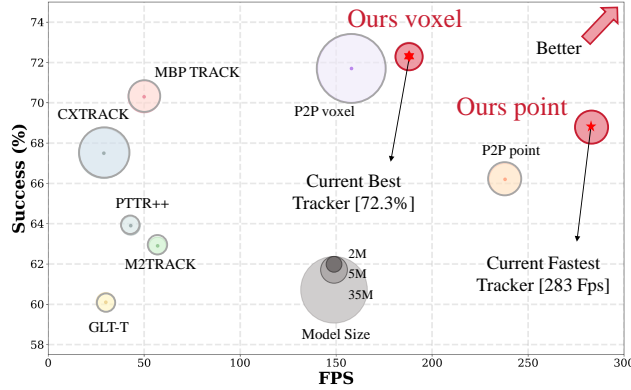 Ours voxel
Better
MBP TRACK
P2P voxel
CXTRACK
Ours point
P2P point
Current Best
Tracker [72.3%]
PTTR++
M2TRACK
GLT-T
2M
5M
35M
Model Size
Current Fastest
Tracker [283 Fps]
Success (%)
74
72
70
68
66
64
62
60
58
0
50
100
150
200
250
300
FPS